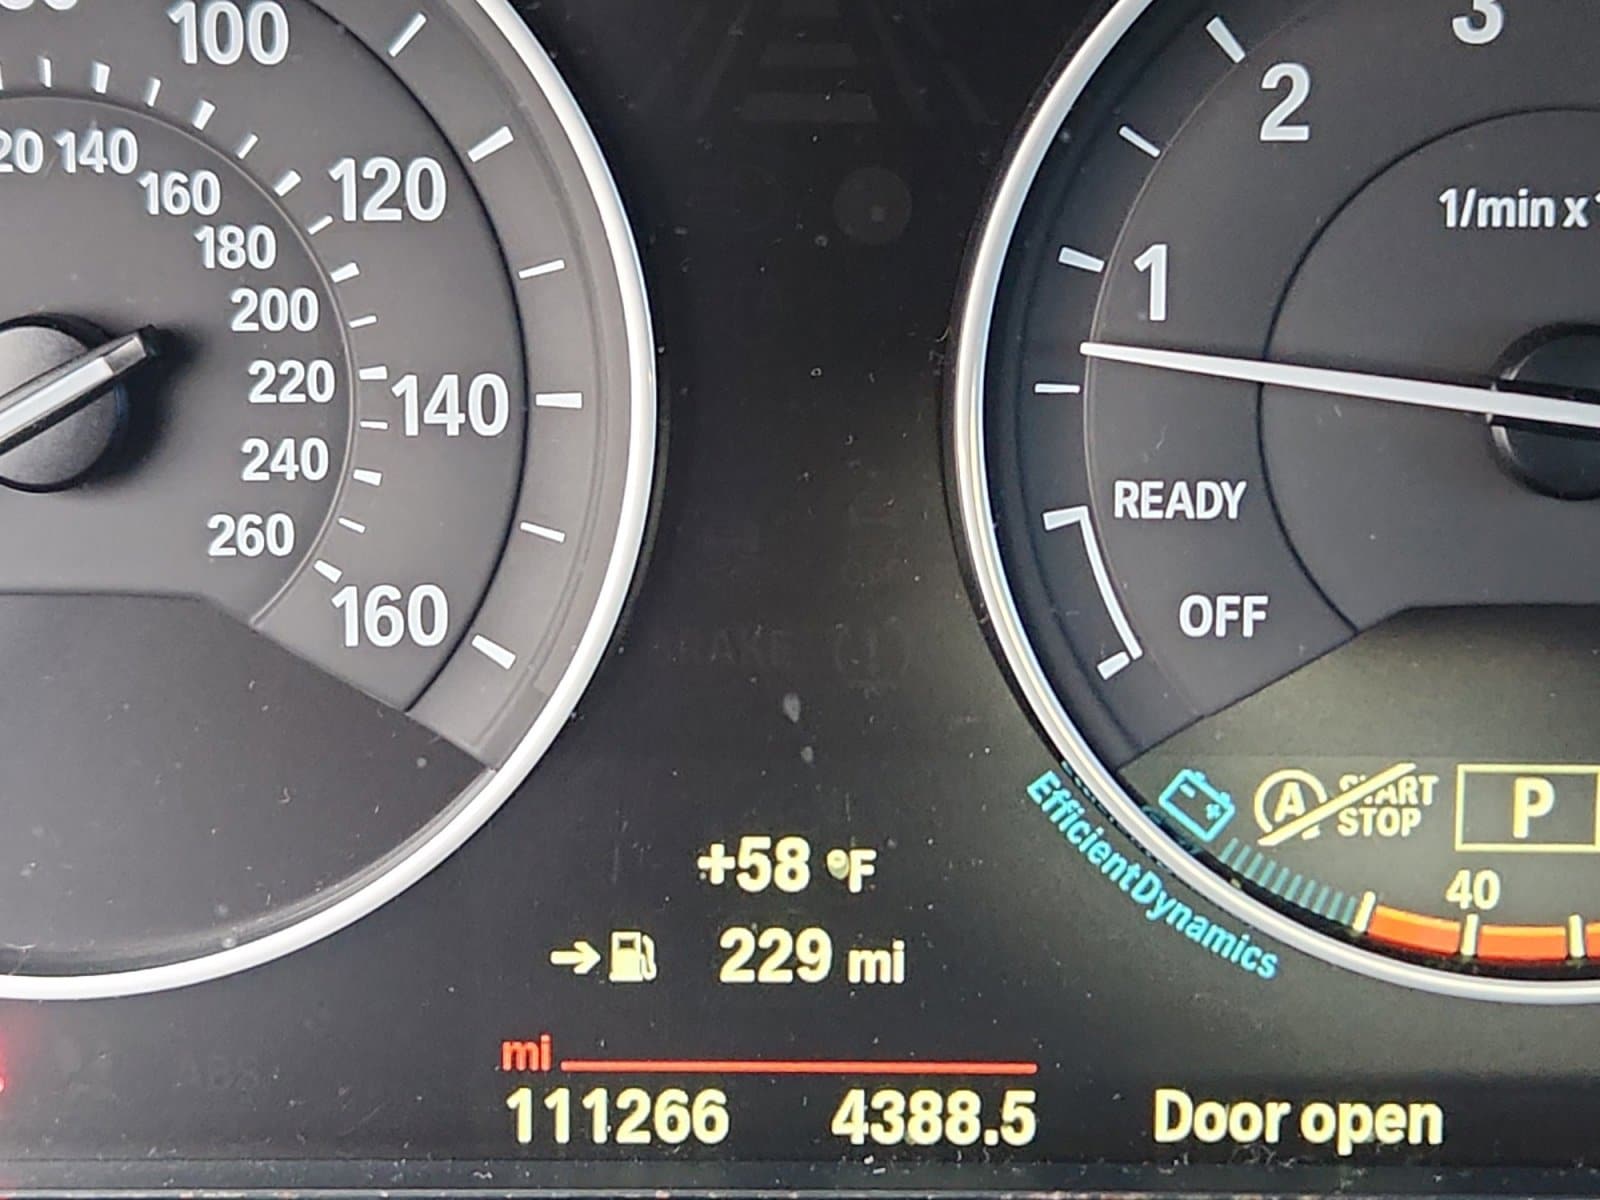 100
120
140
160
140
160
180
200
220
240
260
3
2
1
1/min x
READY
OFF
EfficientDynamics
A START
STOP
P
40
+58 °F
229 mi
mi
111266 4388.5 Door open